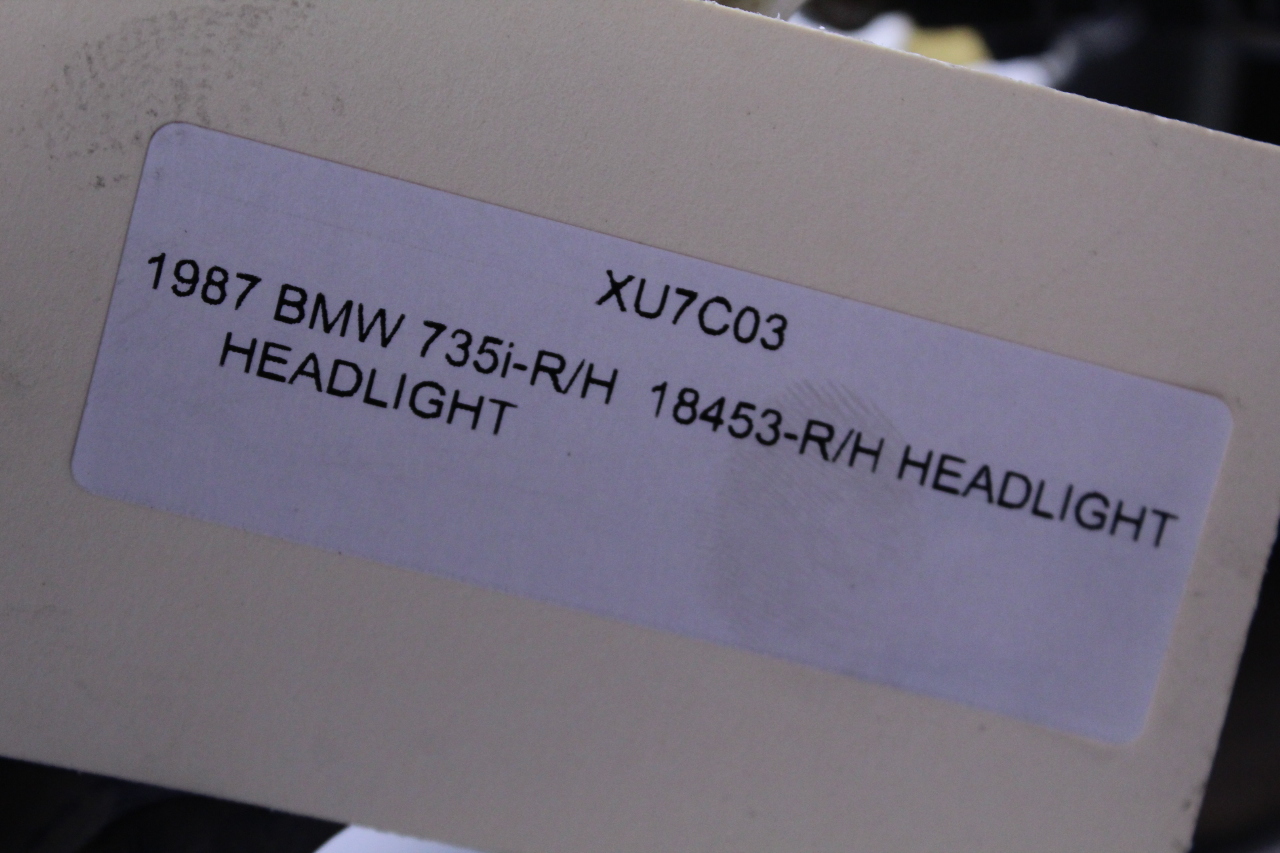 XU7C03
1987 BMW 735i-R/H 18453-R/H HEADLIGHT
HEADLIGHT